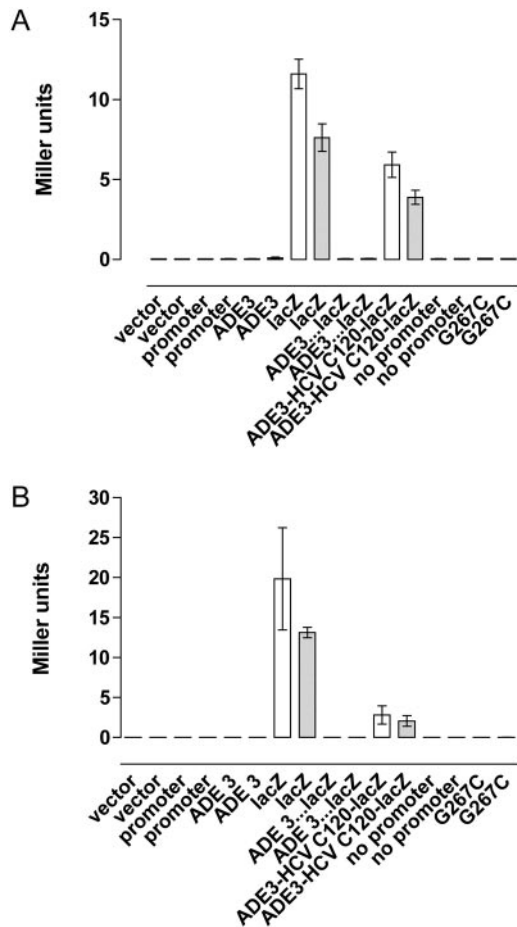 A
15
10
5
0
Miller units
vector
vector
promoter
promoter
ADE3
ADE3
lacZ
lacZ
ADE3...lacZ
ADE3...lacZ
ADE3-HCV C120-lacZ
ADE3-HCV C120-lacZ
no promoter
no promoter
G267C
G267C
B
30
25
20
15
10
5
0
Miller units
vector
vector
promoter
promoter
ADE 3
ADE 3
lacZ
lacZ
ADE 3...lacZ
ADE 3...lacZ
ADE3-HCV C120-lacZ
ADE3-HCV C120-lacZ
no promoter
no promoter
G267C
G267C